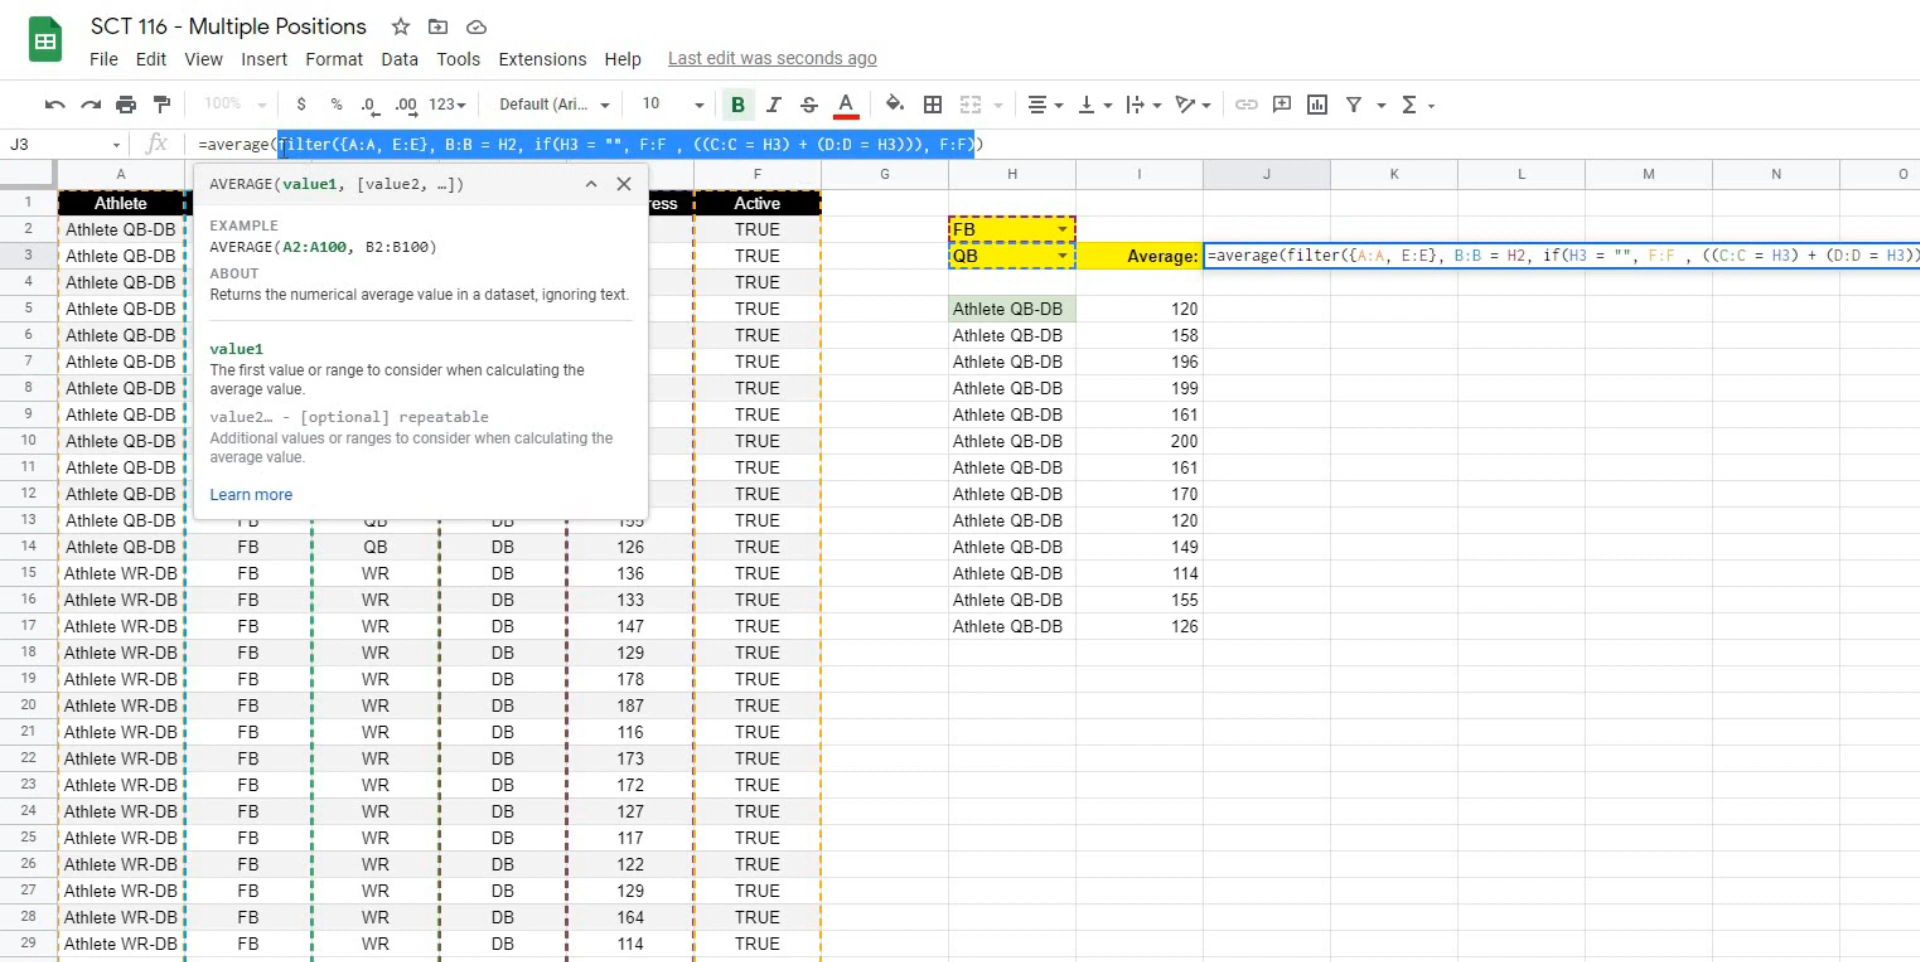 SCT 116 - Multiple Positions
File Edit View Insert Format Data Tools Extensions Help Last edit was seconds ago
100% $ % .0 .00 123 Default (Ari... 10 B I S A Σ
J3 fx =average(filter({A:A, E:E}, B:B = H2, if(H3 = "", F:F , ((C:C = H3) + (D:D = H3))), F:F))
A F G H I J K L M N O
1 Athlete ress Active
2 Athlete QB-DB TRUE FB
3 Athlete QB-DB TRUE QB Average: =average(filter({A:A, E:E}, B:B = H2, if(H3 = "", F:F , ((C:C = H3) + (D:D = H3))
4 Athlete QB-DB TRUE
5 Athlete QB-DB TRUE Athlete QB-DB 120
6 Athlete QB-DB TRUE Athlete QB-DB 158
7 Athlete QB-DB TRUE Athlete QB-DB 196
8 Athlete QB-DB TRUE Athlete QB-DB 199
9 Athlete QB-DB TRUE Athlete QB-DB 161
10 Athlete QB-DB TRUE Athlete QB-DB 200
11 Athlete QB-DB TRUE Athlete QB-DB 161
12 Athlete QB-DB TRUE Athlete QB-DB 170
13 Athlete QB-DB FB QB DB 155 TRUE Athlete QB-DB 120
14 Athlete QB-DB FB QB DB 126 TRUE Athlete QB-DB 149
15 Athlete WR-DB FB WR DB 136 TRUE Athlete QB-DB 114
16 Athlete WR-DB FB WR DB 133 TRUE Athlete QB-DB 155
17 Athlete WR-DB FB WR DB 147 TRUE Athlete QB-DB 126
18 Athlete WR-DB FB WR DB 129 TRUE
19 Athlete WR-DB FB WR DB 178 TRUE
20 Athlete WR-DB FB WR DB 187 TRUE
21 Athlete WR-DB FB WR DB 116 TRUE
22 Athlete WR-DB FB WR DB 173 TRUE
23 Athlete WR-DB FB WR DB 172 TRUE
24 Athlete WR-DB FB WR DB 127 TRUE
25 Athlete WR-DB FB WR DB 117 TRUE
26 Athlete WR-DB FB WR DB 122 TRUE
27 Athlete WR-DB FB WR DB 129 TRUE
28 Athlete WR-DB FB WR DB 164 TRUE
29 Athlete WR-DB FB WR DB 114 TRUE
AVERAGE(value1, [value2, …])
EXAMPLE
AVERAGE(A2:A100, B2:B100)
ABOUT
Returns the numerical average value in a dataset, ignoring text.
value1
The first value or range to consider when calculating the
average value.
value2… - [optional] repeatable
Additional values or ranges to consider when calculating the
average value.
Learn more